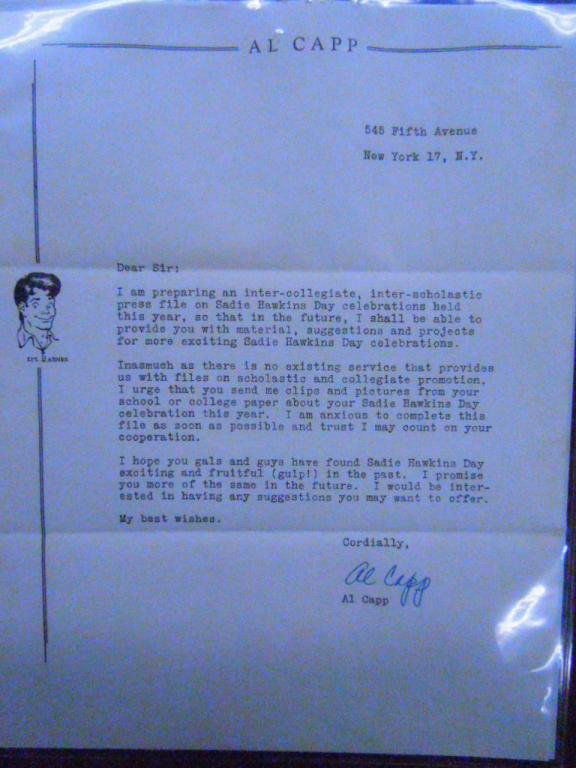 AL CAPP
545 Fifth Avenue
New York 17, N.Y.
Dear Sir:
I am preparing an inter-collegiate, inter-scholastic
press file on Sadie Hawkins Day celebrations held
this year, so that in the future, I shall be able to
provide you with material, suggestions and projects
for more exciting Sadie Hawkins Day celebrations.
LI'L ABNER
Inasmuch as there is no existing service that provides
us with files on scholastic and collegiate promotion,
I urge that you send me clips and pictures from your
school or college paper about your Sadie Hawkins Day
celebration this year. I am anxious to complete this
file as soon as possible and trust I may count on your
cooperation.
I hope you gals and guys have found Sadie Hawkins Day
exciting and fruitful (gulp!) in the past. I promise
you more of the same in the future. I would be inter-
ested in having any suggestions you may want to offer.
My best wishes.
Cordially,
Al Capp
Al Capp